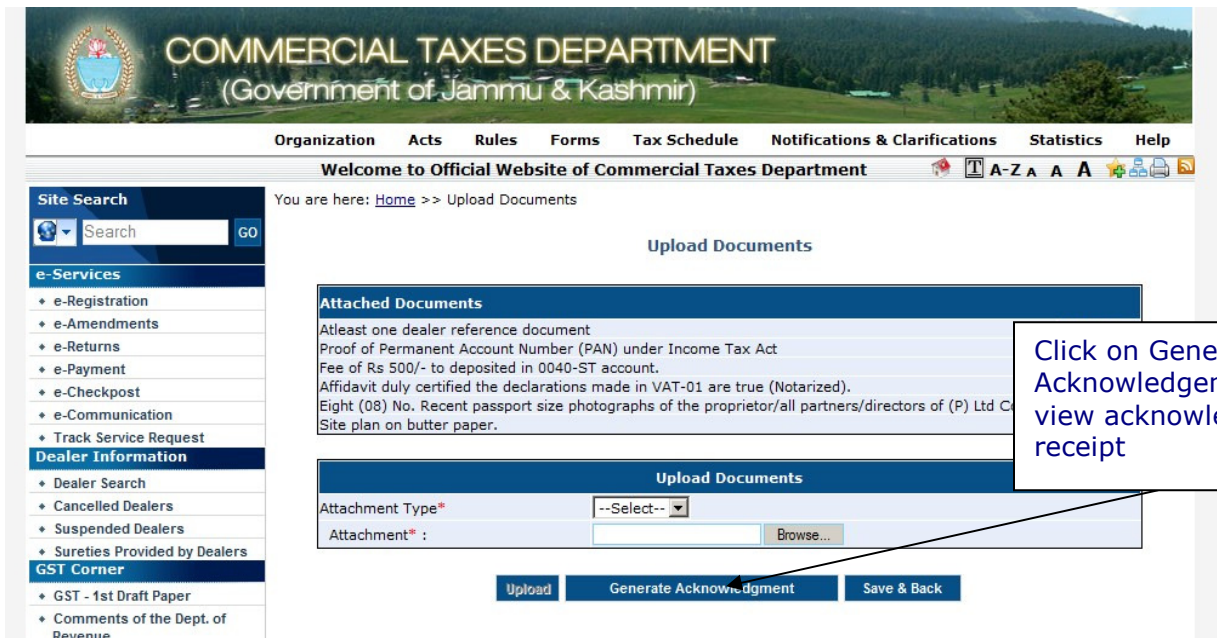 COMMERCIAL TAXES DEPARTMENT
(Government of Jammu & Kashmir)
Organization Acts Rules Forms Tax Schedule Notifications & Clarifications Statistics Help
Welcome to Official Website of Commercial Taxes Department
T A-Z A A A
Site Search
Search GO
You are here: Home >> Upload Documents
Upload Documents
e-Services
e-Registration
e-Amendments
e-Returns
e-Payment
e-Checkpost
e-Communication
Track Service Request
Dealer Information
Dealer Search
Cancelled Dealers
Suspended Dealers
Sureties Provided by Dealers
GST Corner
GST - 1st Draft Paper
Comments of the Dept. of
Revenue
Attached Documents
Atleast one dealer reference document
Proof of Permanent Account Number (PAN) under Income Tax Act
Fee of Rs 500/- to deposited in 0040-ST account.
Affidavit duly certified the declarations made in VAT-01 are true (Notarized).
Eight (08) No. Recent passport size photographs of the proprietor/all partners/directors of (P) Ltd
Site plan on butter paper.
Click on
view
receipt
Upload Documents
Attachment Type* --Select--
Attachment* : Browse...
Upload Generate Acknowledgment Save & Back